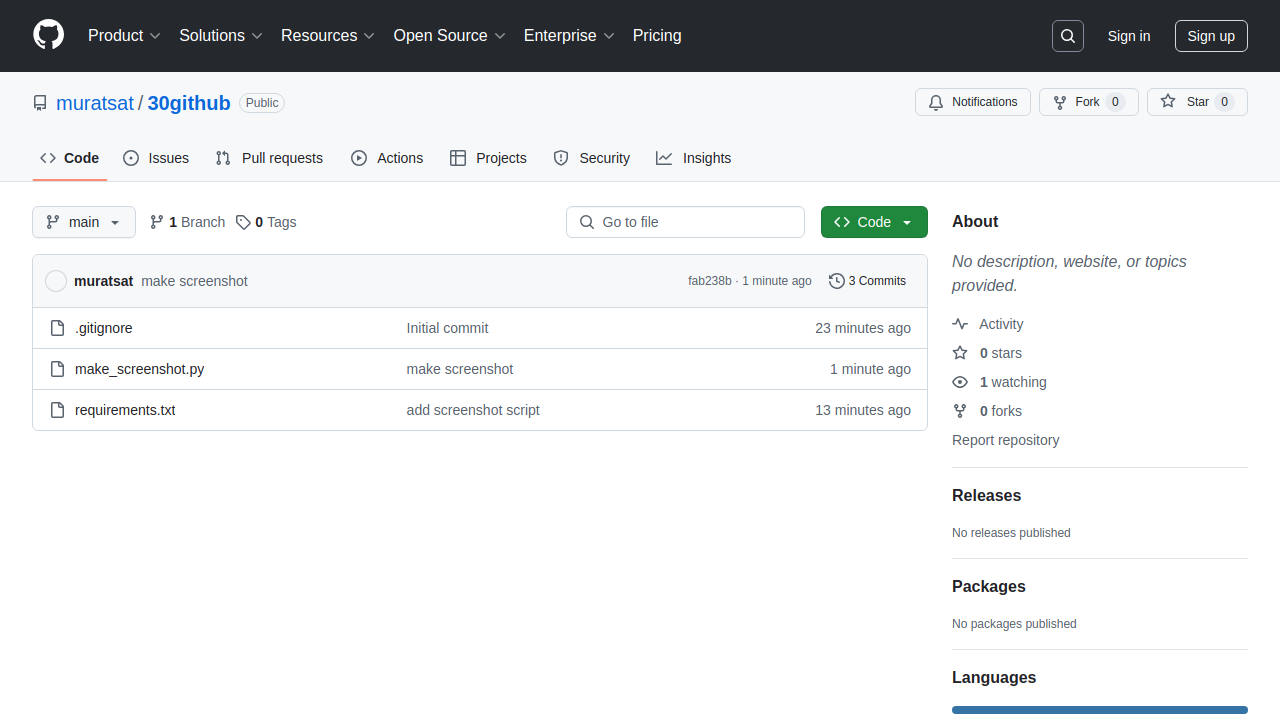 Product Solutions Resources Open Source Enterprise Pricing Sign in Sign up
muratsat / 30github Public Notifications Fork 0 Star 0
Code Issues Pull requests Actions Projects Security Insights
main 1 Branch 0 Tags Go to file Code
muratsat make screenshot fab238b · 1 minute ago 3 Commits
.gitignore Initial commit 23 minutes ago
make_screenshot.py make screenshot 1 minute ago
requirements.txt add screenshot script 13 minutes ago
About
No description, website, or topics
provided.
Activity
0 stars
1 watching
0 forks
Report repository
Releases
No releases published
Packages
No packages published
Languages